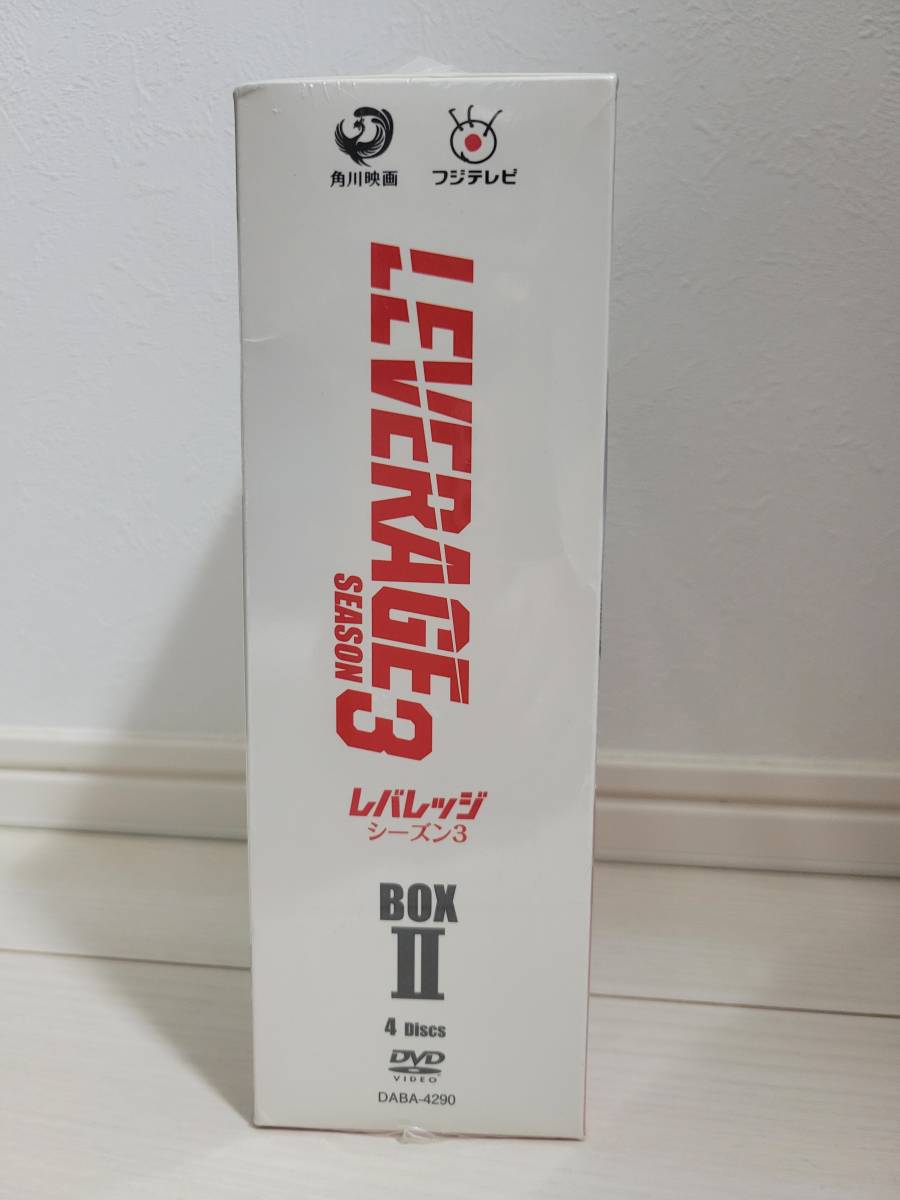 角川映画
フジテレビ
LEVERAGE
SEASON 3
レバレッジ
シーズン3
BOX
II
4 Discs
DVD
VIDEO
DABA-4290